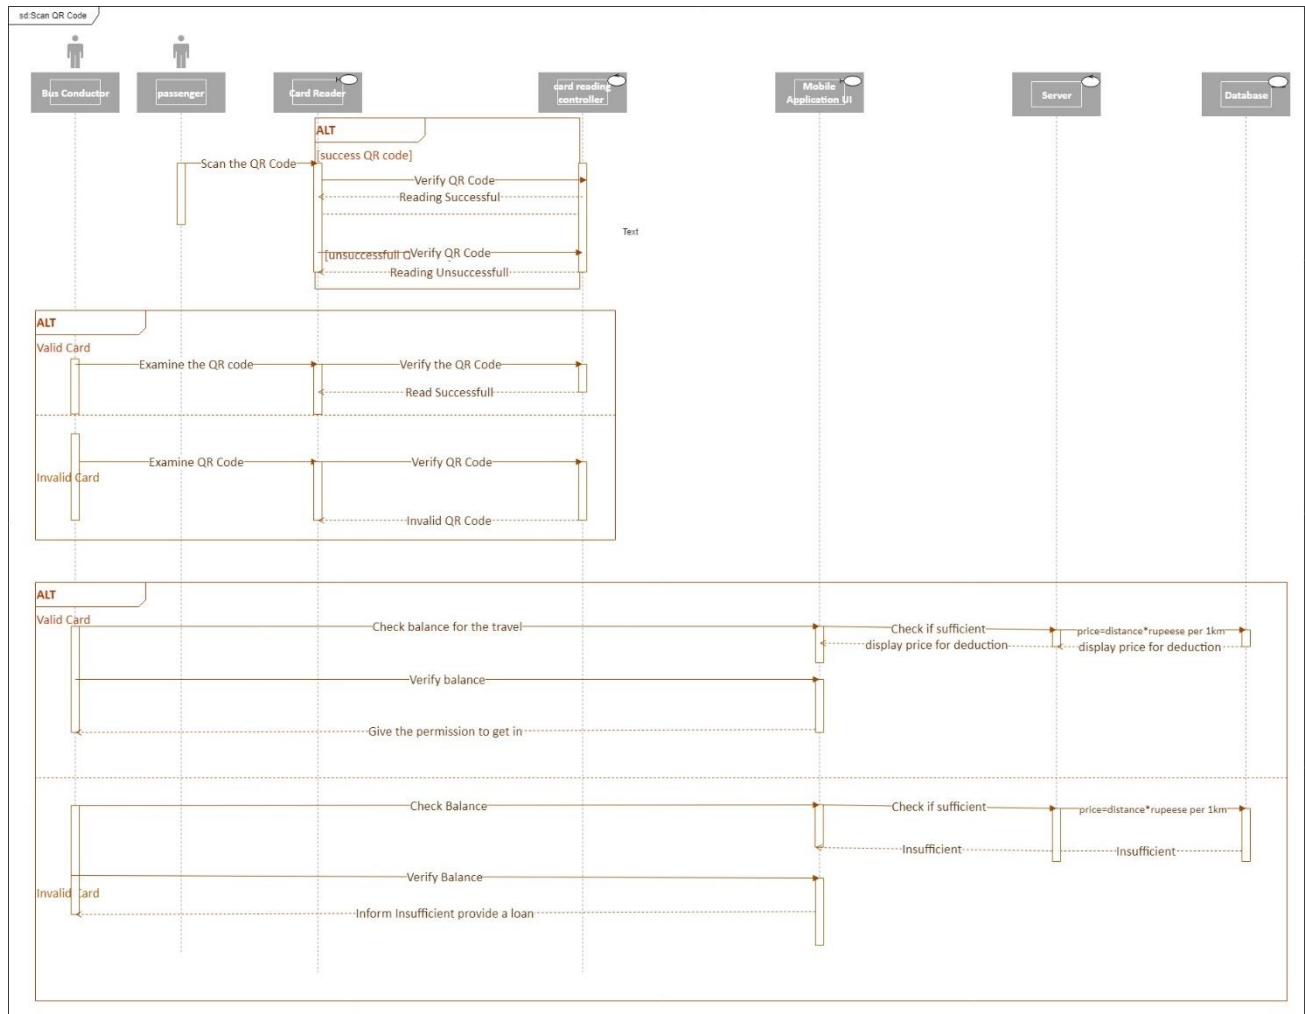 sd:Scan QR Code
Bus Conductor
passenger
Card Reader
card reading
controller
Mobile
Application UI
Server
Database
ALT
[success QR code]
Scan the QR Code
Verify QR Code
Reading Successful
Text
[unsuccessfull
Verify QR Code
Reading Unsuccessfull
ALT
Valid Card
Examine the QR code
Verify the QR Code
Read Successfull
Examine QR Code
Verify QR Code
Invalid Card
Invalid QR Code
ALT
Valid Card
Check balance for the travel
Check if sufficient
price=distance*rupeese per 1km
display price for deduction
display price for deduction
Verify balance
Give the permission to get in
Check Balance
Check if sufficient
price=distance*rupeese per 1km
Insufficient
Insufficient
Verify Balance
Invalid Card
Inform Insufficient provide a loan